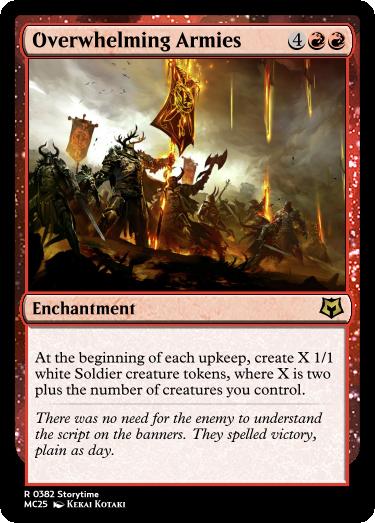 Overwhelming Armies 4
Enchantment
At the beginning of each upkeep, create X 1/1
white Soldier creature tokens, where X is two
plus the number of creatures you control.
There was no need for the enemy to understand
the script on the banners. They spelled victory,
plain as day.
R 0382 Storytime
MC25 Kekai Kotaki